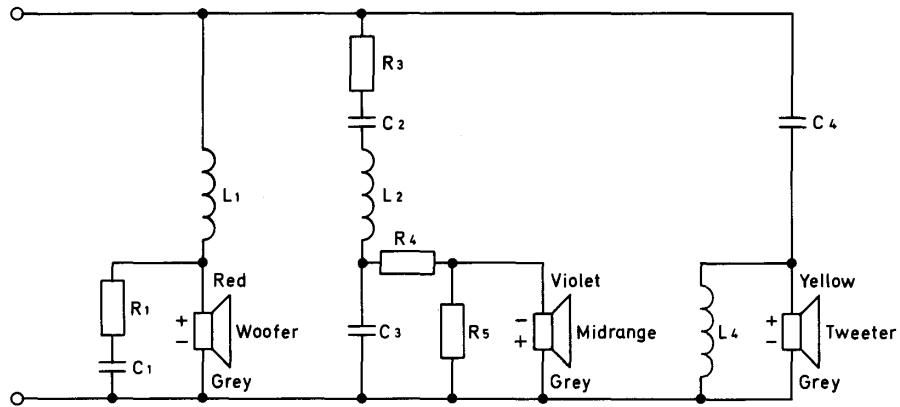 R3
C2
C4
L1
L2
R4
Red
Violet
Yellow
R1
+
-
Woofer
C3
R5
-
+
Midrange
L4
+
-
Tweeter
C1
Grey
Grey
Grey